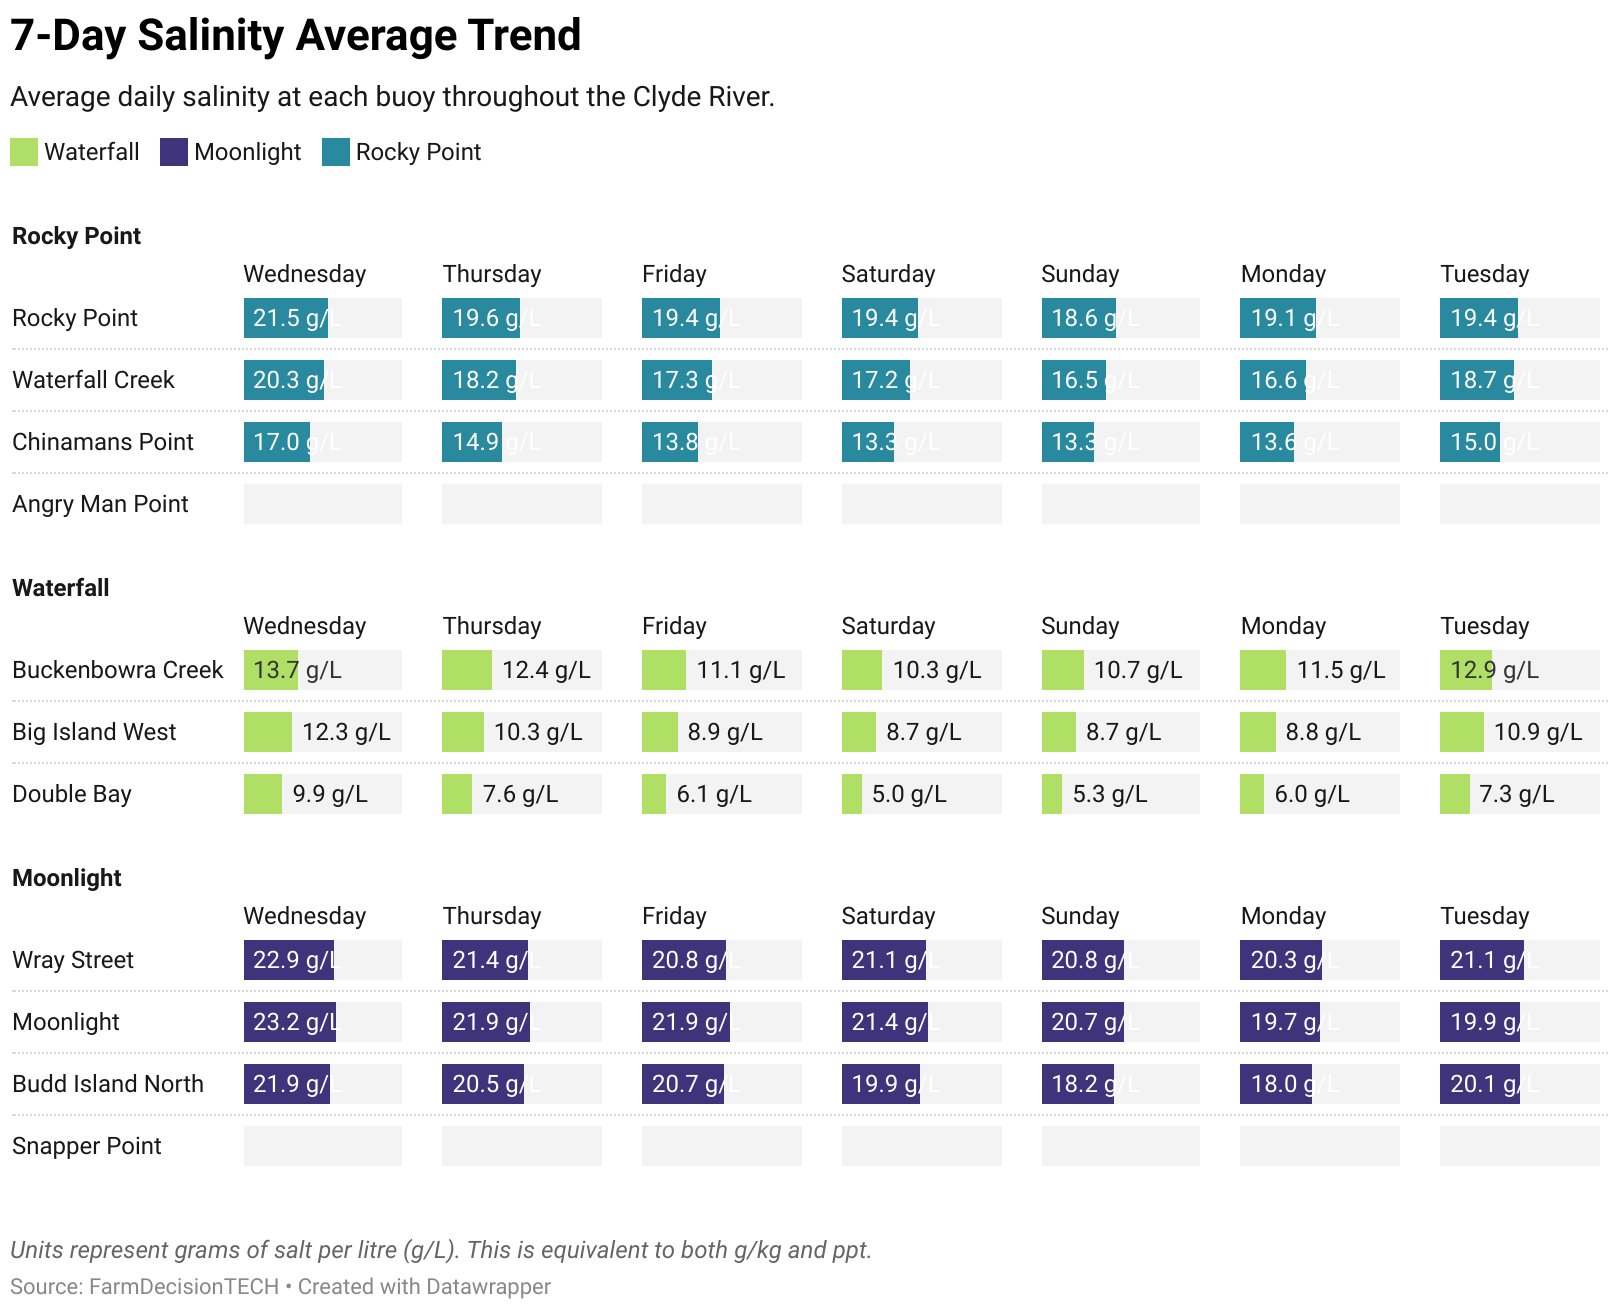 7-Day Salinity Average Trend
Average daily salinity at each buoy throughout the Clyde River.
Waterfall Moonlight Rocky Point
Rocky Point
Wednesday Thursday Friday Saturday Sunday Monday Tuesday
Rocky Point 21.5 g/L 19.6 g/L 19.4 g/L 19.4 g/L 18.6 g/L 19.1 g/L 19.4 g/L
Waterfall Creek 20.3 g/L 18.2 g/L 17.3 g/L 17.2 g/L 16.5 g/L 16.6 g/L 18.7 g/L
Chinamans Point 17.0 g/L 14.9 g/L 13.8 g/L 13.3 g/L 13.3 g/L 13.6 g/L 15.0 g/L
Angry Man Point
Waterfall
Wednesday Thursday Friday Saturday Sunday Monday Tuesday
Buckenbowra Creek 13.7 g/L 12.4 g/L 11.1 g/L 10.3 g/L 10.7 g/L 11.5 g/L 12.9 g/L
Big Island West 12.3 g/L 10.3 g/L 8.9 g/L 8.7 g/L 8.7 g/L 8.8 g/L 10.9 g/L
Double Bay 9.9 g/L 7.6 g/L 6.1 g/L 5.0 g/L 5.3 g/L 6.0 g/L 7.3 g/L
Moonlight
Wednesday Thursday Friday Saturday Sunday Monday Tuesday
Wray Street 22.9 g/L 21.4 g/L 20.8 g/L 21.1 g/L 20.8 g/L 20.3 g/L 21.1 g/L
Moonlight 23.2 g/L 21.9 g/L 21.9 g/L 21.4 g/L 20.7 g/L 19.7 g/L 19.9 g/L
Budd Island North 21.9 g/L 20.5 g/L 20.7 g/L 19.9 g/L 18.2 g/L 18.0 g/L 20.1 g/L
Snapper Point
Units represent grams of salt per litre (g/L). This is equivalent to both g/kg and ppt.
Source: FarmDecisionTECH • Created with Datawrapper